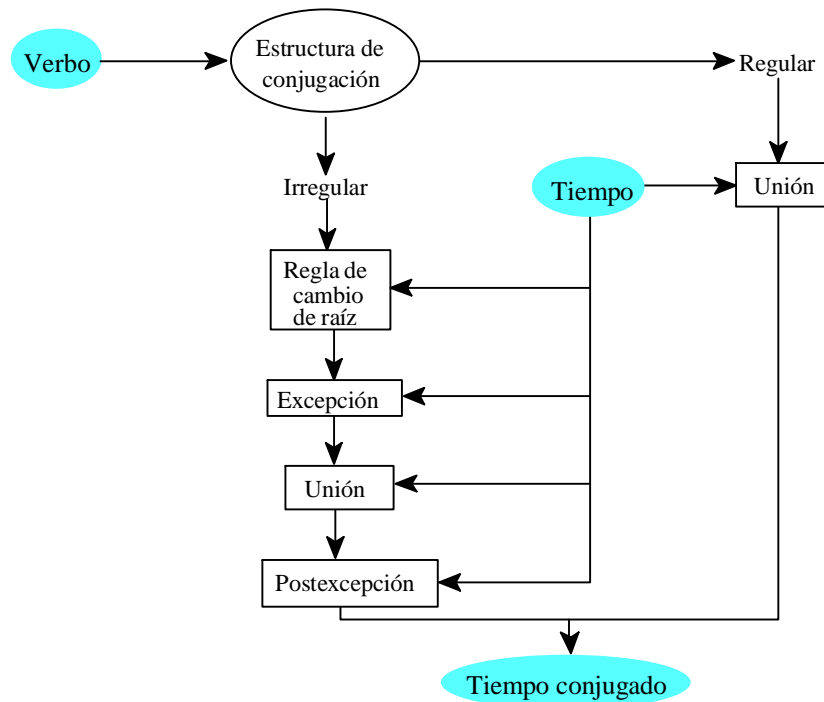 Verbo
Estructura de
conjugación
Regular
Irregular
Tiempo
Unión
Regla de
cambio
de raíz
Excepción
Unión
Postexcepción
Tiempo conjugado